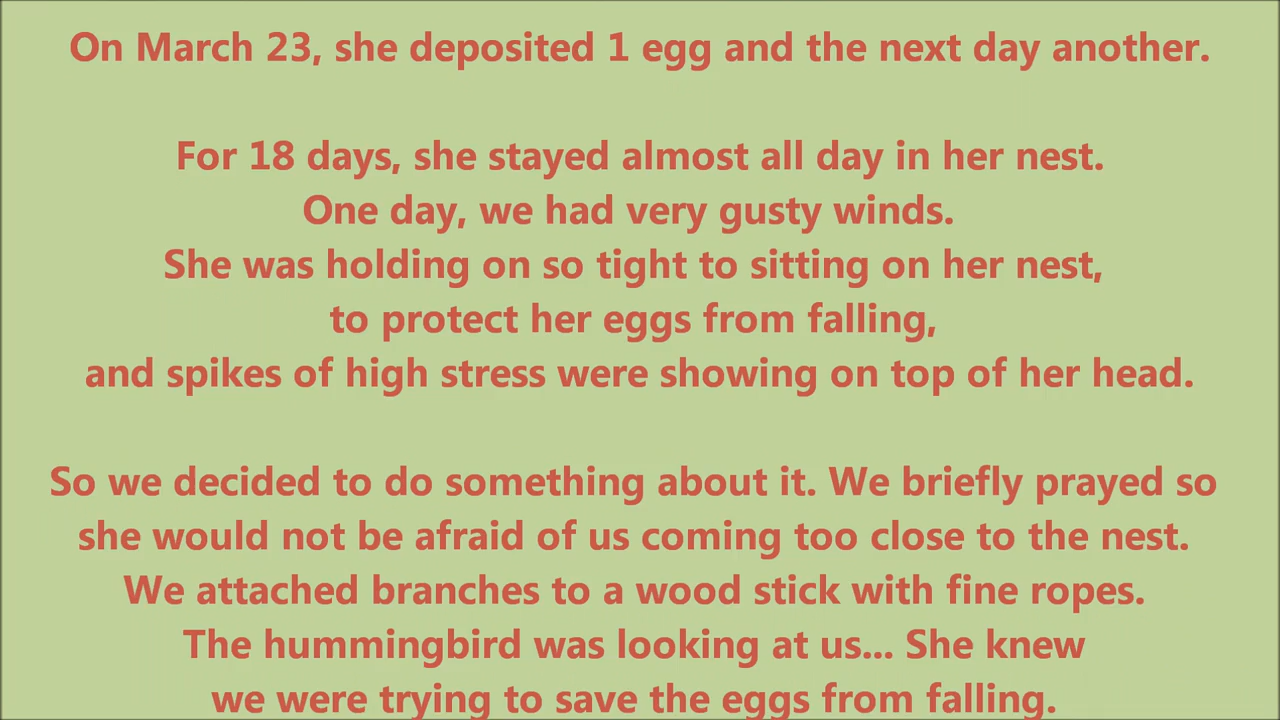 On March 23, she deposited 1 egg and the next day another.
For 18 days, she stayed almost all day in her nest.
One day, we had very gusty winds.
She was holding on so tight to sitting on her nest,
to protect her eggs from falling,
and spikes of high stress were showing on top of her head.
So we decided to do something about it. We briefly prayed so
she would not be afraid of us coming too close to the nest.
We attached branches to a wood stick with fine ropes.
The hummingbird was looking at us... She knew
we were trying to save the eggs from falling.